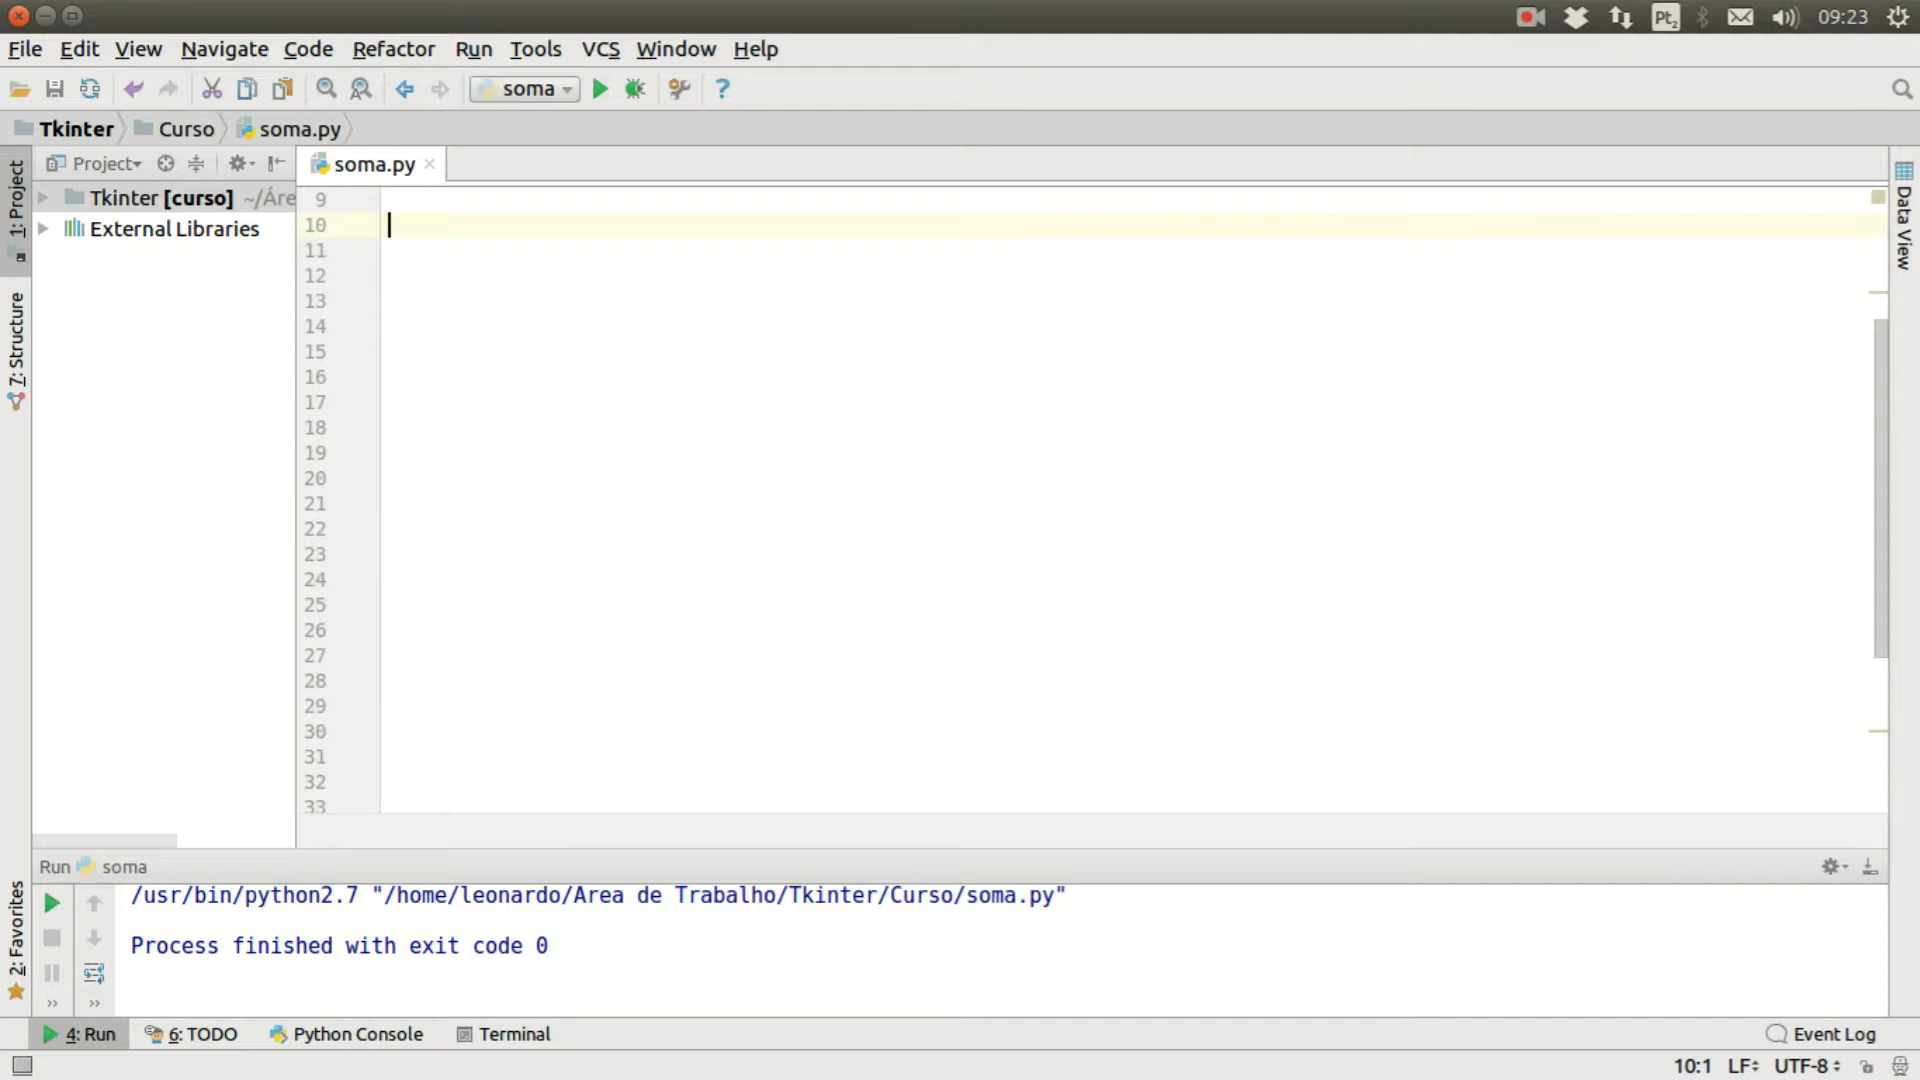 Pt2 09:23
File Edit View Navigate Code Refactor Run Tools VCS Window Help
soma
Tkinter Curso soma.py
1: Project
Project
soma.py
Tkinter [curso] ~/Áre
External Libraries
7: Structure
2: Favorites
Data View
9
10
11
12
13
14
15
16
17
18
19
20
21
22
23
24
25
26
27
28
29
30
31
32
33
Run soma
/usr/bin/python2.7 "/home/leonardo/Area de Trabalho/Tkinter/Curso/soma.py"
Process finished with exit code 0
4: Run 6: TODO Python Console Terminal Event Log
10:1 LF UTF-8